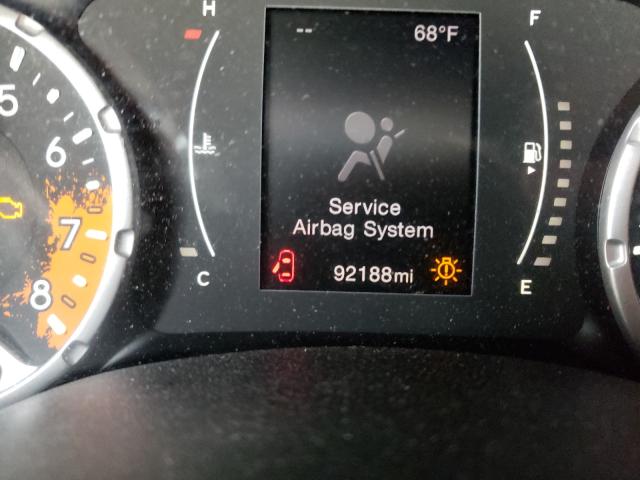 H
--
68°F
F
5
6
7
8
Service
Airbag System
C
92188mi
E